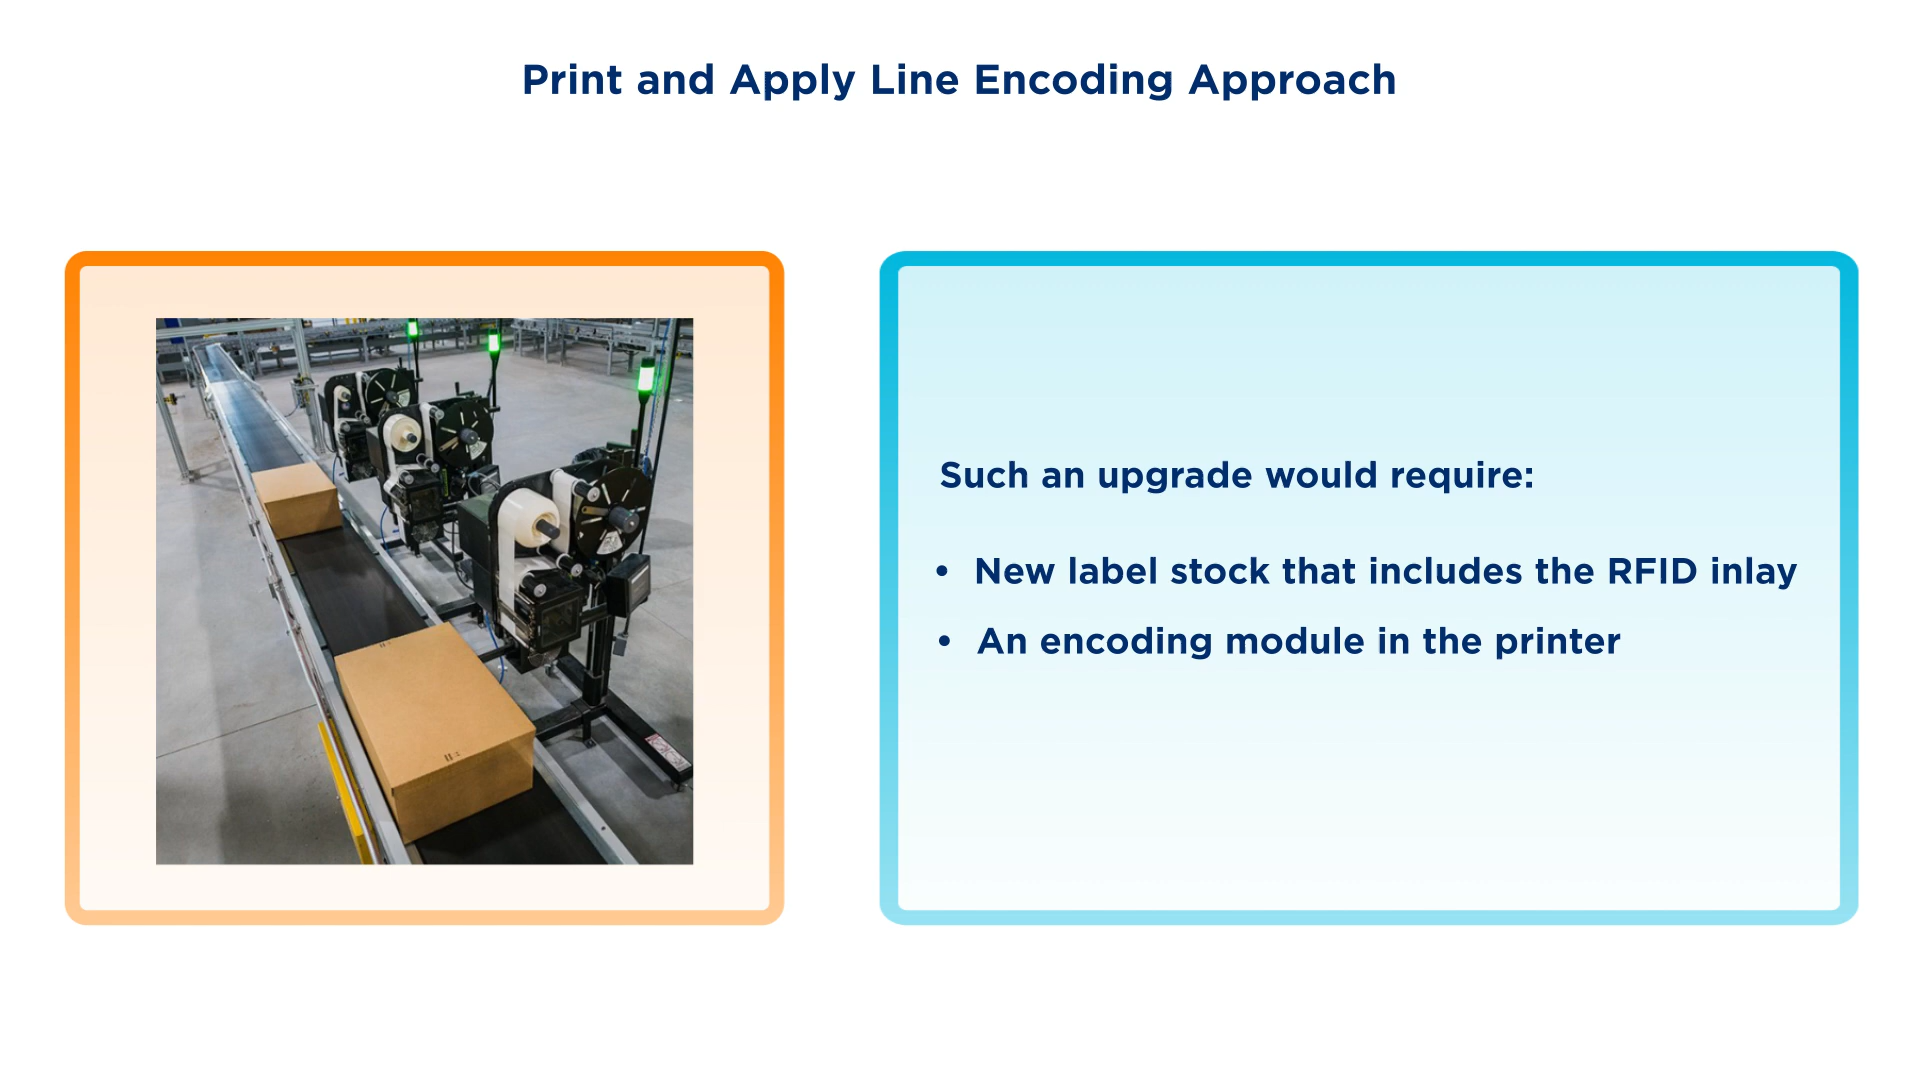 Print and Apply Line Encoding Approach
Such an upgrade would require:
• New label stock that includes the RFID inlay
• An encoding module in the printer